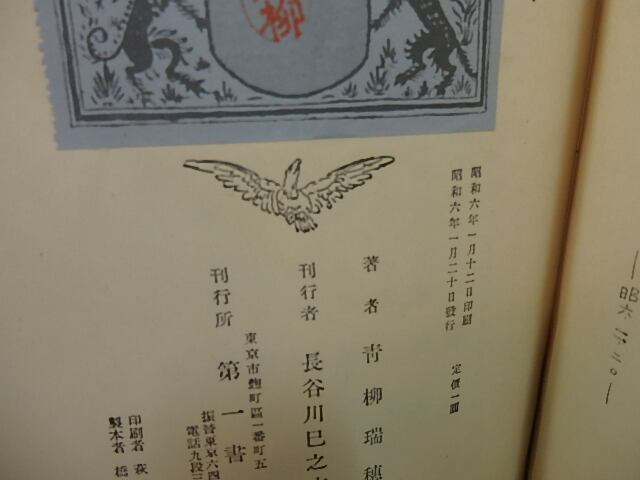 柳
昭和六年一月十二日印刷
昭和六年一月二十日發行
定價一圓
著者 青柳瑞穗
刊行者 長谷川巳之
東京市麴町區一番町五
刊行所 第一書
振替東京六四
電話九段三
印刷者 萩
製本者 橋